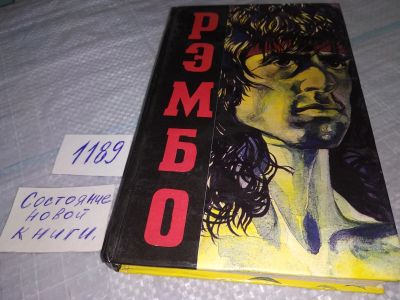 РЭМБО
1189
Состояние
новой
книги.